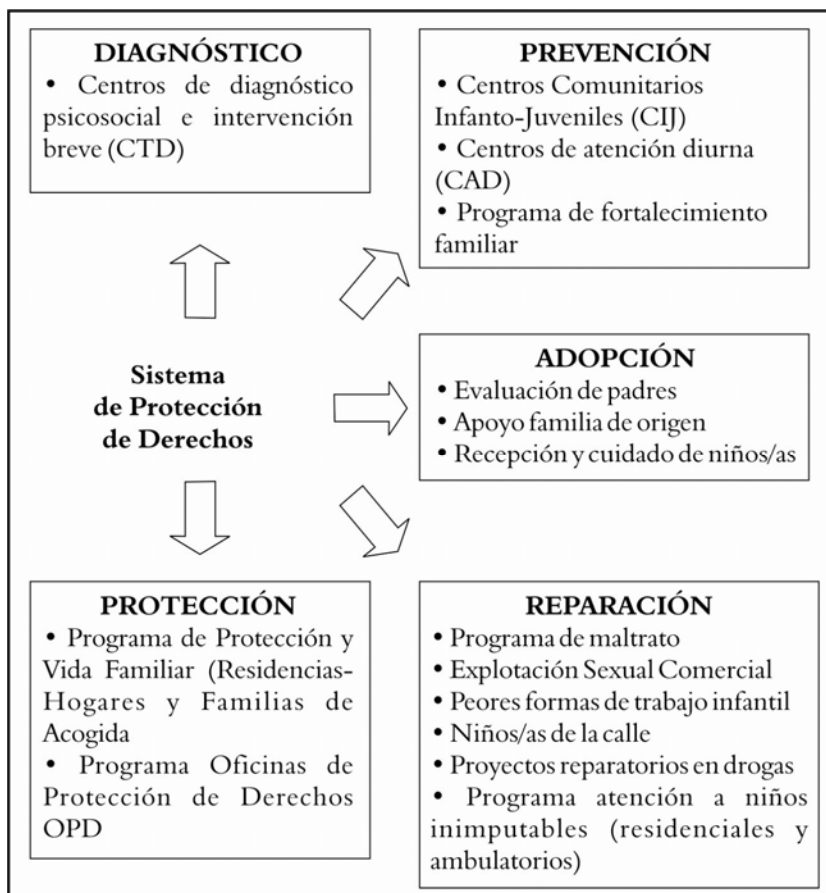 DIAGNÓSTICO
• Centros de diagnóstico
psicosocial e intervención
breve (CTD)
PREVENCIÓN
• Centros Comunitarios
Infanto-Juveniles (CIJ)
• Centros de atención diurna
(CAD)
• Programa de fortalecimiento
familiar
Sistema
de Protección
de Derechos
ADOPCIÓN
• Evaluación de padres
• Apoyo familia de origen
• Recepción y cuidado de niños/as
PROTECCIÓN
• Programa de Protección y
Vida Familiar (Residencias-
Hogares y Familias de
Acogida
• Programa Oficinas de
Protección de Derechos
OPD
REPARACIÓN
• Programa de maltrato
• Explotación Sexual Comercial
• Peores formas de trabajo infantil
• Niños/as de la calle
• Proyectos reparatorios en drogas
• Programa atención a niños
inimputables (residenciales y
ambulatorios)